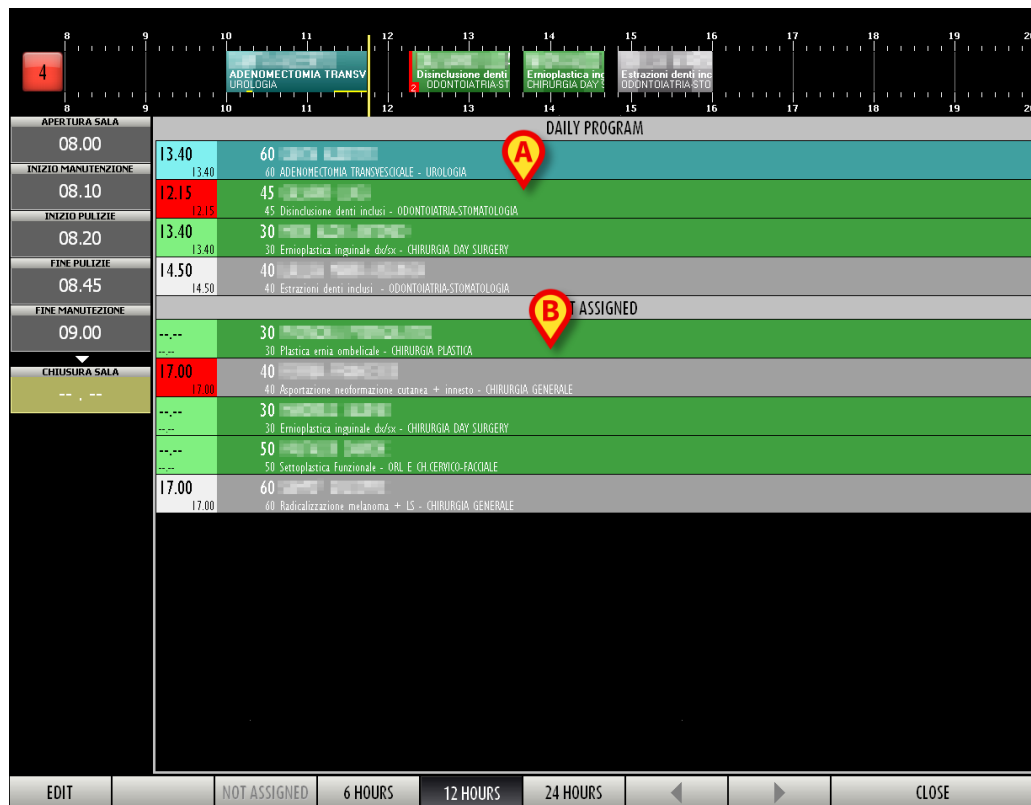 8 9 10 11 12 13 14 15 16 17 18 19 20
4
ADENOMECTOMIA TRANSV
UROLOGIA
Disinclusione denti
2 ODONTOIATRIA-ST
Ernioplastica ing
CHIRURGIA DAY S
Estrazioni denti inc
ODONTOIATRIA-STO
8 9 10 11 12 13 14 15 16 17 18 19 20
APERTURA SALA
08.00
INIZIO MANUTENZIONE
08.10
INIZIO PULIZIE
08.20
FINE PULIZIE
08.45
FINE MANUTEZIONE
09.00
CHIUSURA SALA
-- . --
DAILY PROGRAM
A
13.40 60
13.40 60 ADENOMECTOMIA TRANSVESCICALE - UROLOGIA
12.15 45
12.15 45 Disinclusione denti inclusi - ODONTOIATRIA-STOMATOLOGIA
13.40 30
13.40 30 Ernioplastica inguinale dx/sx - CHIRURGIA DAY SURGERY
14.50 40
14.50 40 Estrazioni denti inclusi - ODONTOIATRIA-STOMATOLOGIA
B T ASSIGNED
--.-- 30
--.-- 30 Plastica ernia ombelicale - CHIRURGIA PLASTICA
17.00 40
17.00 40 Asportazione neoformazione cutanea + innesto - CHIRURGIA GENERALE
--.-- 30
--.-- 30 Ernioplastica inguinale dx/sx - CHIRURGIA DAY SURGERY
--.-- 50
--.-- 50 Settoplastica Funzionale - ORL E CH.CERVICO-FACCIALE
17.00 60
17.00 60 Radicalizzazione melanoma + LS - CHIRURGIA GENERALE
EDIT NOT ASSIGNED 6 HOURS 12 HOURS 24 HOURS CLOSE